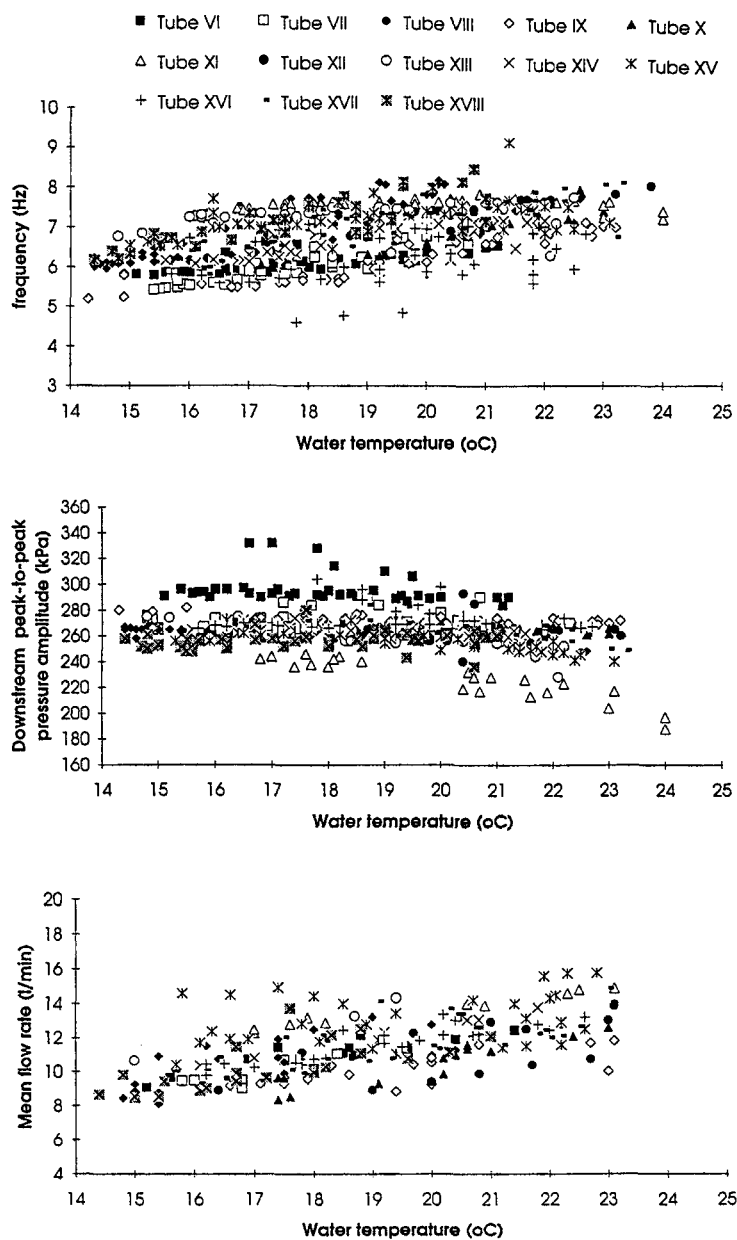 Tube VI Tube VII Tube VIII Tube IX Tube X
Tube XI Tube XII Tube XIII Tube XIV Tube XV
Tube XVI Tube XVII Tube XVIII
frequency (Hz)
10
9
8
7
6
5
4
3
14 15 16 17 18 19 20 21 22 23 24 25
Water temperature (oC)
Downstream peak-to-peak
pressure amplitude (kPa)
360
340
320
300
280
260
240
220
200
180
160
14 15 16 17 18 19 20 21 22 23 24 25
Water temperature (oC)
Mean flow rate (l/min)
20
18
16
14
12
10
8
6
4
14 15 16 17 18 19 20 21 22 23 24 25
Water temperature (oC)